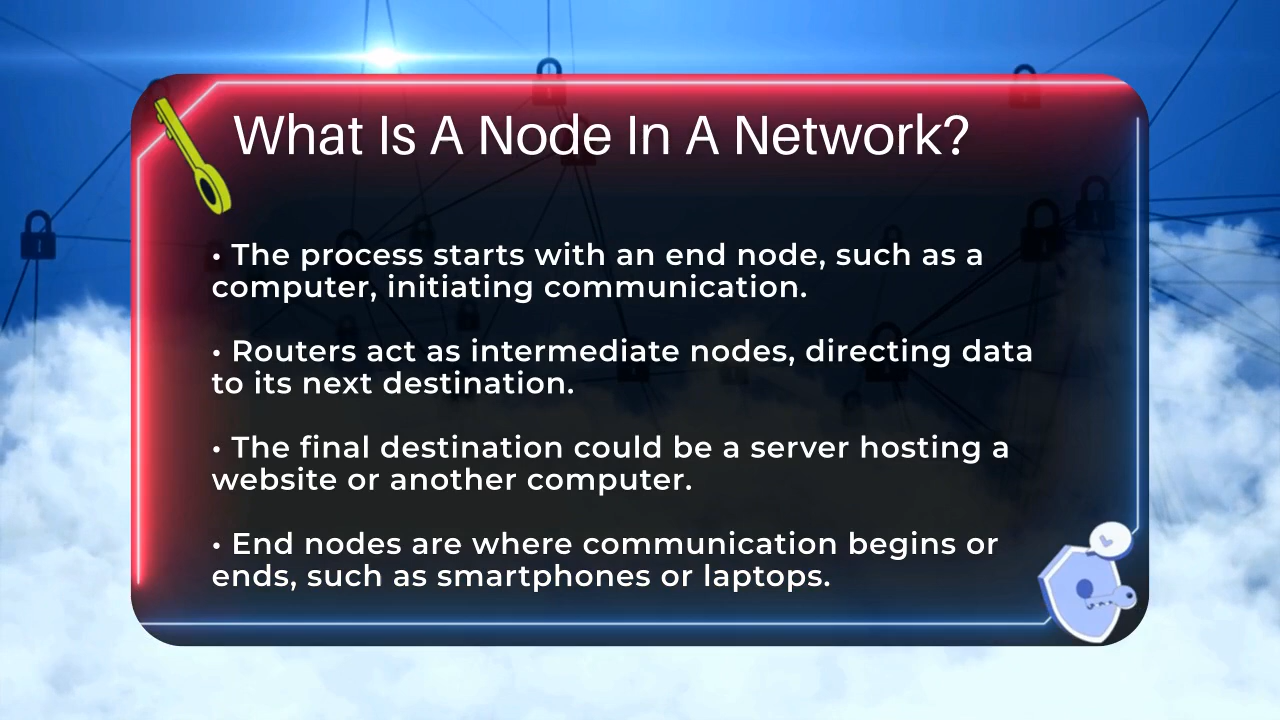 What Is A Node In A Network?
• The process starts with an end node, such as a
computer, initiating communication.
• Routers act as intermediate nodes, directing data
to its next destination.
• The final destination could be a server hosting a
website or another computer.
• End nodes are where communication begins or
ends, such as smartphones or laptops.